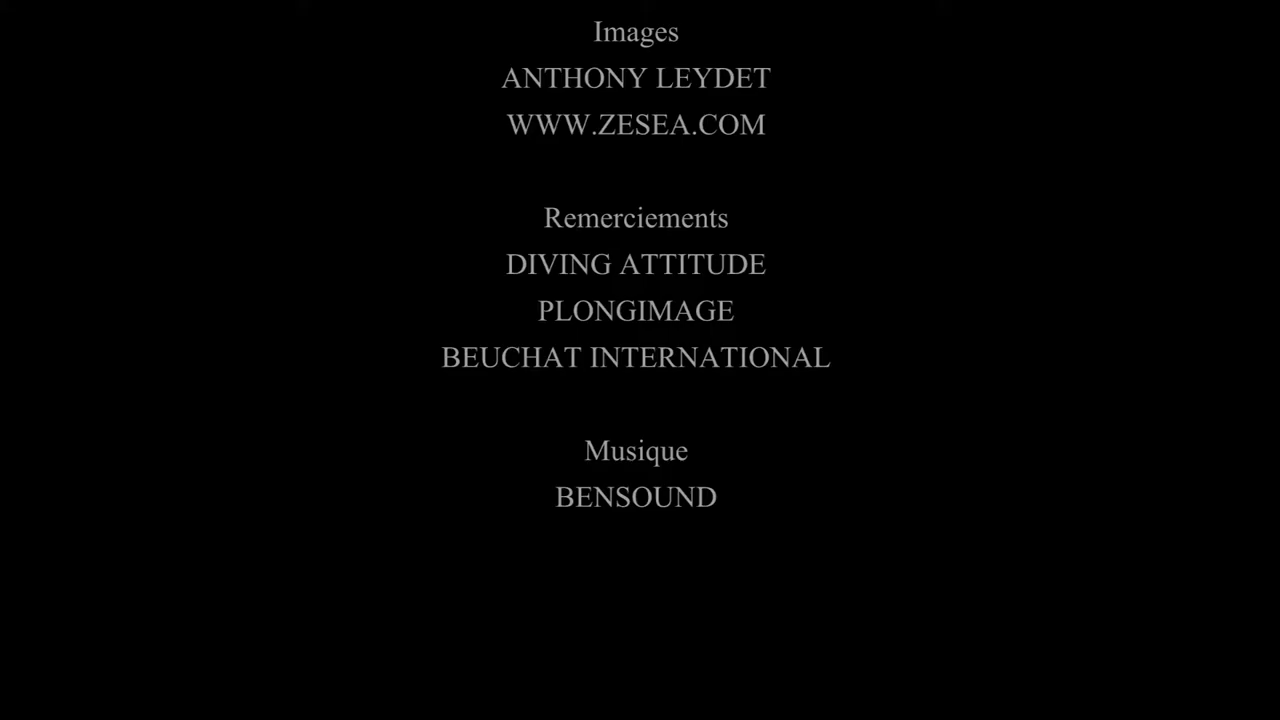 Images
ANTHONY LEYDET
WWW.ZESEA.COM
Remerciements
DIVING ATTITUDE
PLONGIMAGE
BEUCHAT INTERNATIONAL
Musique
BENSOUND